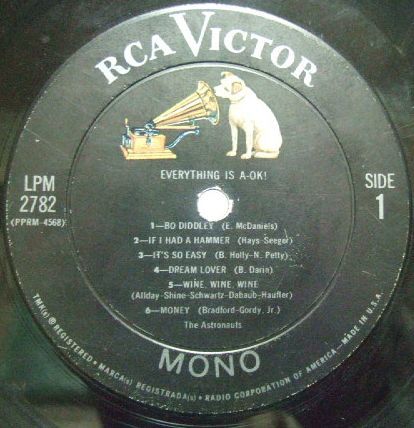 RCA VICTOR
EVERYTHING IS A-OK!
LPM
2782
(PPRM-4568)
SIDE
1
1—BO DIDDLEY (E. McDaniels)
2—IF I HAD A HAMMER (Hays-Seeger)
3—IT'S SO EASY (B. Holly-N. Petty)
4—DREAM LOVER (B. Darin)
5—WINE, WINE, WINE
(Allday-Shine-Schwartz-Dabaub-Haufler)
6—MONEY (Bradford-Gordy, Jr.)
The Astronauts
MONO
TMK(s) ® REGISTERED • MARCA(s) REGISTRADA(s) • RADIO CORPORATION OF AMERICA—MADE IN U.S.A.